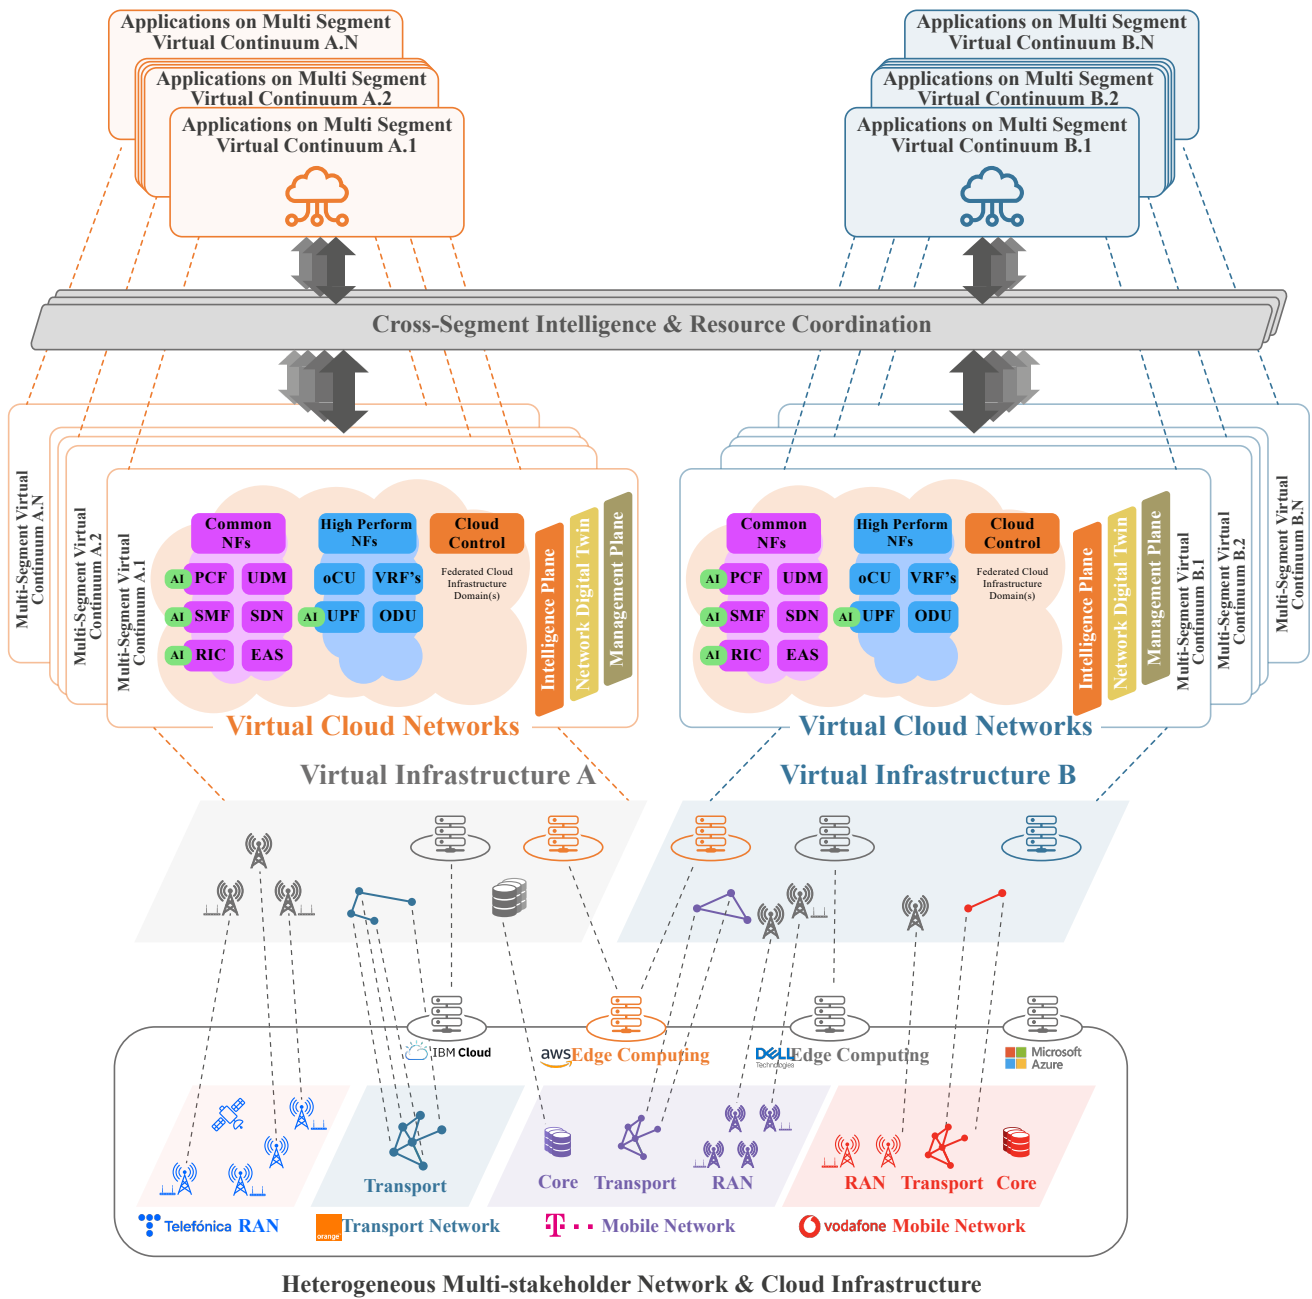 Applications on Multi Segment
Virtual Continuum A.N
Applications on Multi Segment
Virtual Continuum A.2
Applications on Multi Segment
Virtual Continuum A.1
Applications on Multi Segment
Virtual Continuum B.N
Applications on Multi Segment
Virtual Continuum B.2
Applications on Multi Segment
Virtual Continuum B.1
Cross-Segment Intelligence & Resource Coordination
Multi-Segment Virtual
Continuum A.N
Multi-Segment Virtual
Continuum A.2
Multi-Segment Virtual
Continuum A.1
Common
NFs
High Perform
NFs
Cloud
Control
AI PCF UDM
oCU VRF's
Federated Cloud
Infrastructure
Domain(s)
AI SMF SDN
AI UPF ODU
AI RIC EAS
Intelligence Plane
Network Digital Twin
Management Plane
Virtual Cloud Networks
Common
NFs
High Perform
NFs
Cloud
Control
AI PCF UDM
oCU VRF's
Federated Cloud
Infrastructure
Domain(s)
AI SMF SDN
AI UPF ODU
AI RIC EAS
Intelligence Plane
Network Digital Twin
Management Plane
Multi-Segment Virtual
Continuum B.1
Multi-Segment Virtual
Continuum B.2
Multi-Segment Virtual
Continuum B.N
Virtual Cloud Networks
Virtual Infrastructure A
Virtual Infrastructure B
IBM Cloud
aws Edge Computing
DELL
Technologies
Edge Computing
Microsoft
Azure
Transport
Core
Transport
RAN
RAN
Transport
Core
Telefónica RAN
orange
Transport Network
T
Mobile Network
vodafone Mobile Network
Heterogeneous Multi-stakeholder Network & Cloud Infrastructure